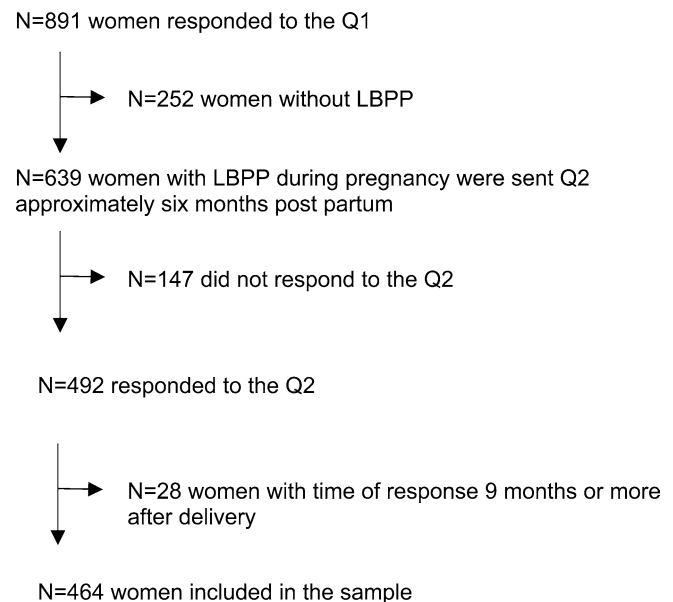 N=891 women responded to the Q1
N=252 women without LBPP
N=639 women with LBPP during pregnancy were sent Q2
approximately six months post partum
N=147 did not respond to the Q2
N=492 responded to the Q2
N=28 women with time of response 9 months or more
after delivery
N=464 women included in the sample